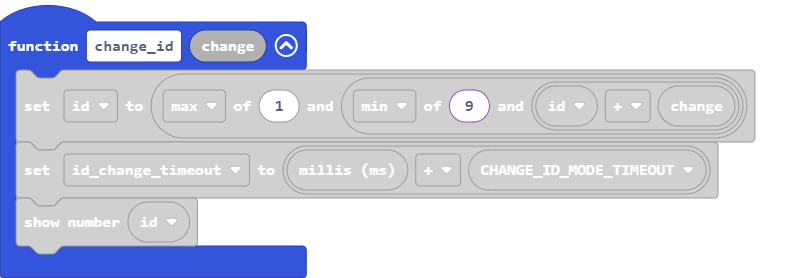 function change_id change
set id to max of 1 and min of 9 and id + change
set id_change_timeout to millis (ms) + CHANGE_ID_MODE_TIMEOUT
show number id